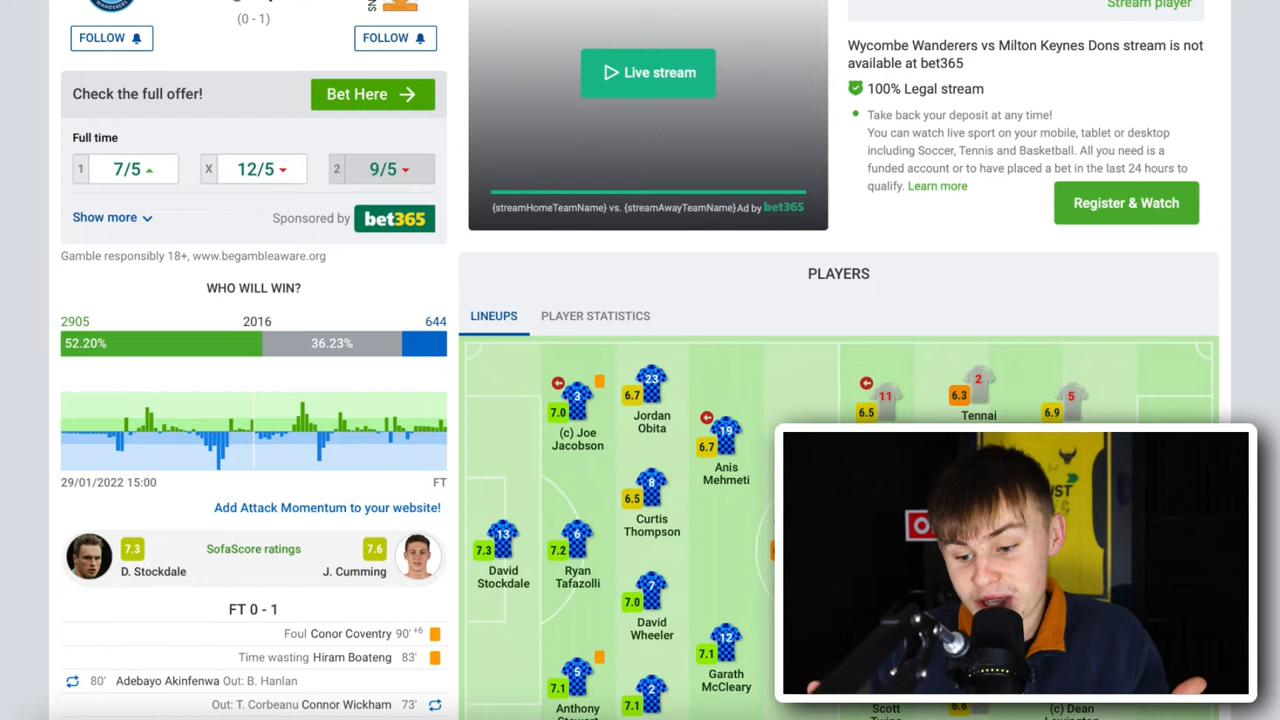 WANDERERS
(0 - 1)
FOLLOW
FOLLOW
Check the full offer!
Bet Here
Full time
1 7/5 X 12/5 2 9/5
Show more
Sponsored by bet365
Gamble responsibly 18+, www.begambleaware.org
WHO WILL WIN?
2905 2016 644
52.20% 36.23%
29/01/2022 15:00 FT
Add Attack Momentum to your website!
7.3 SofaScore ratings 7.6
D. Stockdale J. Cumming
FT 0 - 1
Foul Conor Coventry 90' +6
Time wasting Hiram Boateng 83'
80' Adebayo Akinfenwa Out: B. Hanlan
Out: T. Corbeanu Connor Wickham 73'
Live stream
{streamHomeTeamName} vs. {streamAwayTeamName} Ad by bet365
Stream player
Wycombe Wanderers vs Milton Keynes Dons stream is not
available at bet365
100% Legal stream
Take back your deposit at any time!
You can watch live sport on your mobile, tablet or desktop
including Soccer, Tennis and Basketball. All you need is a
funded account or to have placed a bet in the last 24 hours to
qualify. Learn more
Register & Watch
PLAYERS
LINEUPS PLAYER STATISTICS
13
7.3
David
Stockdale
3
7.0
(c) Joe
Jacobson
6
7.2
Ryan
Tafazolli
5
7.1
Anthony
23
6.7
Jordan
Obita
8
6.5
Curtis
Thompson
7
7.0
David
Wheeler
2
7.1
19
6.7
Anis
Mehmeti
12
7.1
Garath
McCleary
11
6.5
2
6.3
Tennai
5
6.9
Scott
6.6
(c) Dean